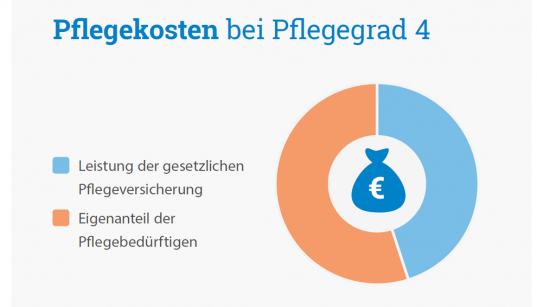 Pflegekosten bei Pflegegrad 4
Leistung der gesetzlichen
Pflegeversicherung
Eigenanteil der
Pflegebedürftigen
€